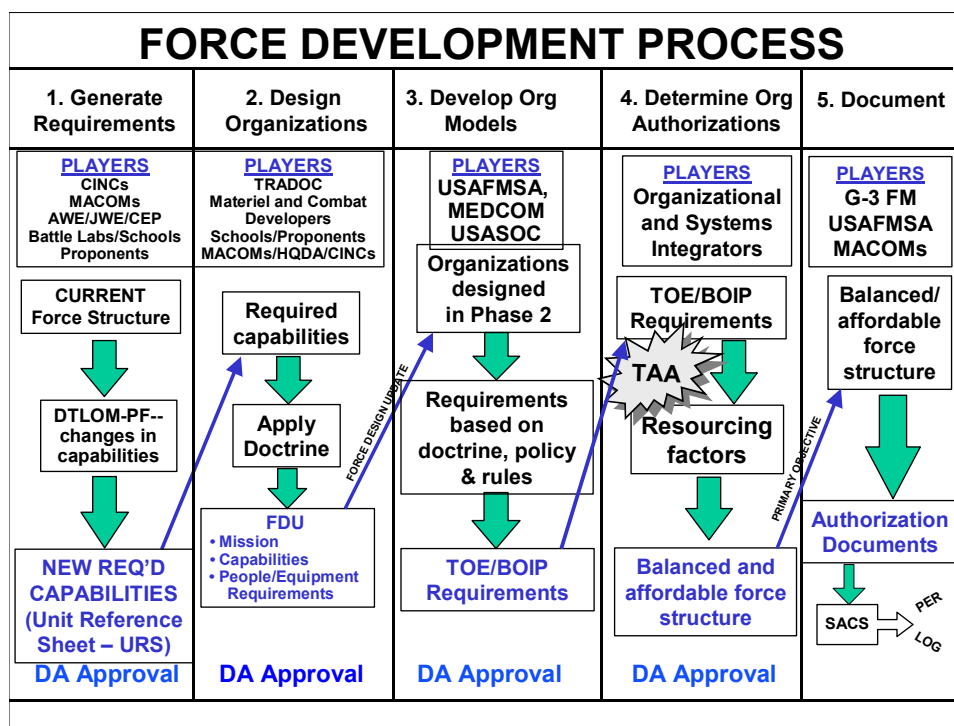 FORCE DEVELOPMENT PROCESS
1. Generate
Requirements
2. Design
Organizations
3. Develop Org
Models
4. Determine Org
Authorizations
5. Document
PLAYERS
CINCs
MACOMs
AWE/JWE/CEP
Battle Labs/Schools
Proponents
CURRENT
Force Structure
DTLOM-PF--
changes in
capabilities
NEW REQ'D
CAPABILITIES
(Unit Reference
Sheet – URS)
DA Approval
PLAYERS
TRADOC
Materiel and Combat
Developers
Schools/Proponents
MACOMs/HQDA/CINCs
Required
capabilities
Apply
Doctrine
FDU
• Mission
• Capabilities
• People/Equipment
Requirements
DA Approval
FORCE DESIGN UPDATE
PLAYERS
USAFMSA,
MEDCOM
USASOC
Organizations
designed
in Phase 2
Requirements
based on
doctrine, policy
& rules
TOE/BOIP
Requirements
DA Approval
PLAYERS
Organizational
and Systems
Integrators
TOE/BOIP
Requirements
TAA
Resourcing
factors
Balanced and
affordable force
structure
DA Approval
PRIMARY OBJECTIVE
PLAYERS
G-3 FM
USAFMSA
MACOMs
Balanced/
affordable
force
structure
Authorization
Documents
SACS
PER
LOG